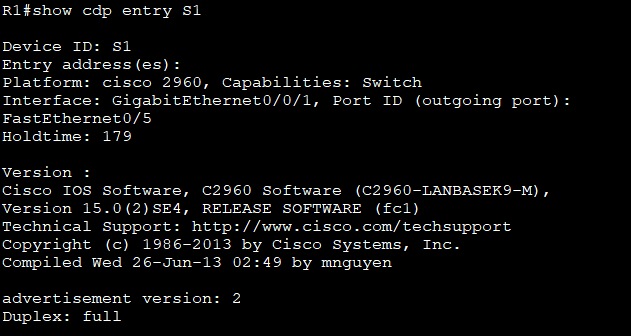 R1#show cdp entry S1
Device ID: S1
Entry address(es):
Platform: cisco 2960, Capabilities: Switch
Interface: GigabitEthernet0/0/1, Port ID (outgoing port):
FastEthernet0/5
Holdtime: 179
Version :
Cisco IOS Software, C2960 Software (C2960-LANBASEK9-M),
Version 15.0(2)SE4, RELEASE SOFTWARE (fc1)
Technical Support: http://www.cisco.com/techsupport
Copyright (c) 1986-2013 by Cisco Systems, Inc.
Compiled Wed 26-Jun-13 02:49 by mnguyen
advertisement version: 2
Duplex: full